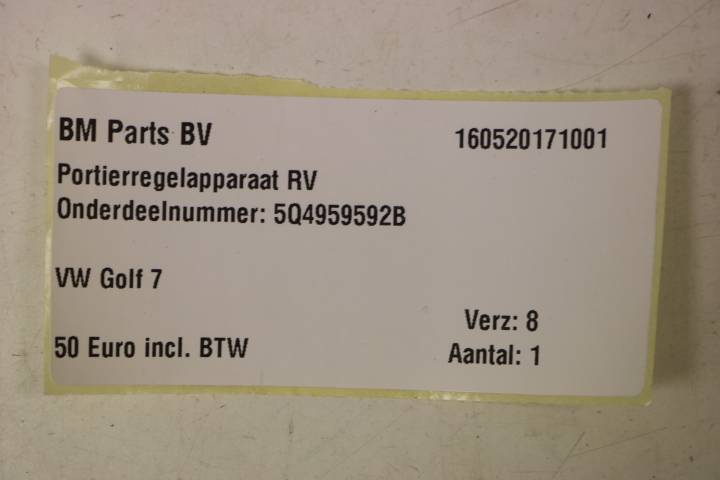 BM Parts BV
160520171001
Portierregelapparaat RV
Onderdeelnummer: 5Q4959592B
VW Golf 7
Verz: 8
50 Euro incl. BTW
Aantal: 1